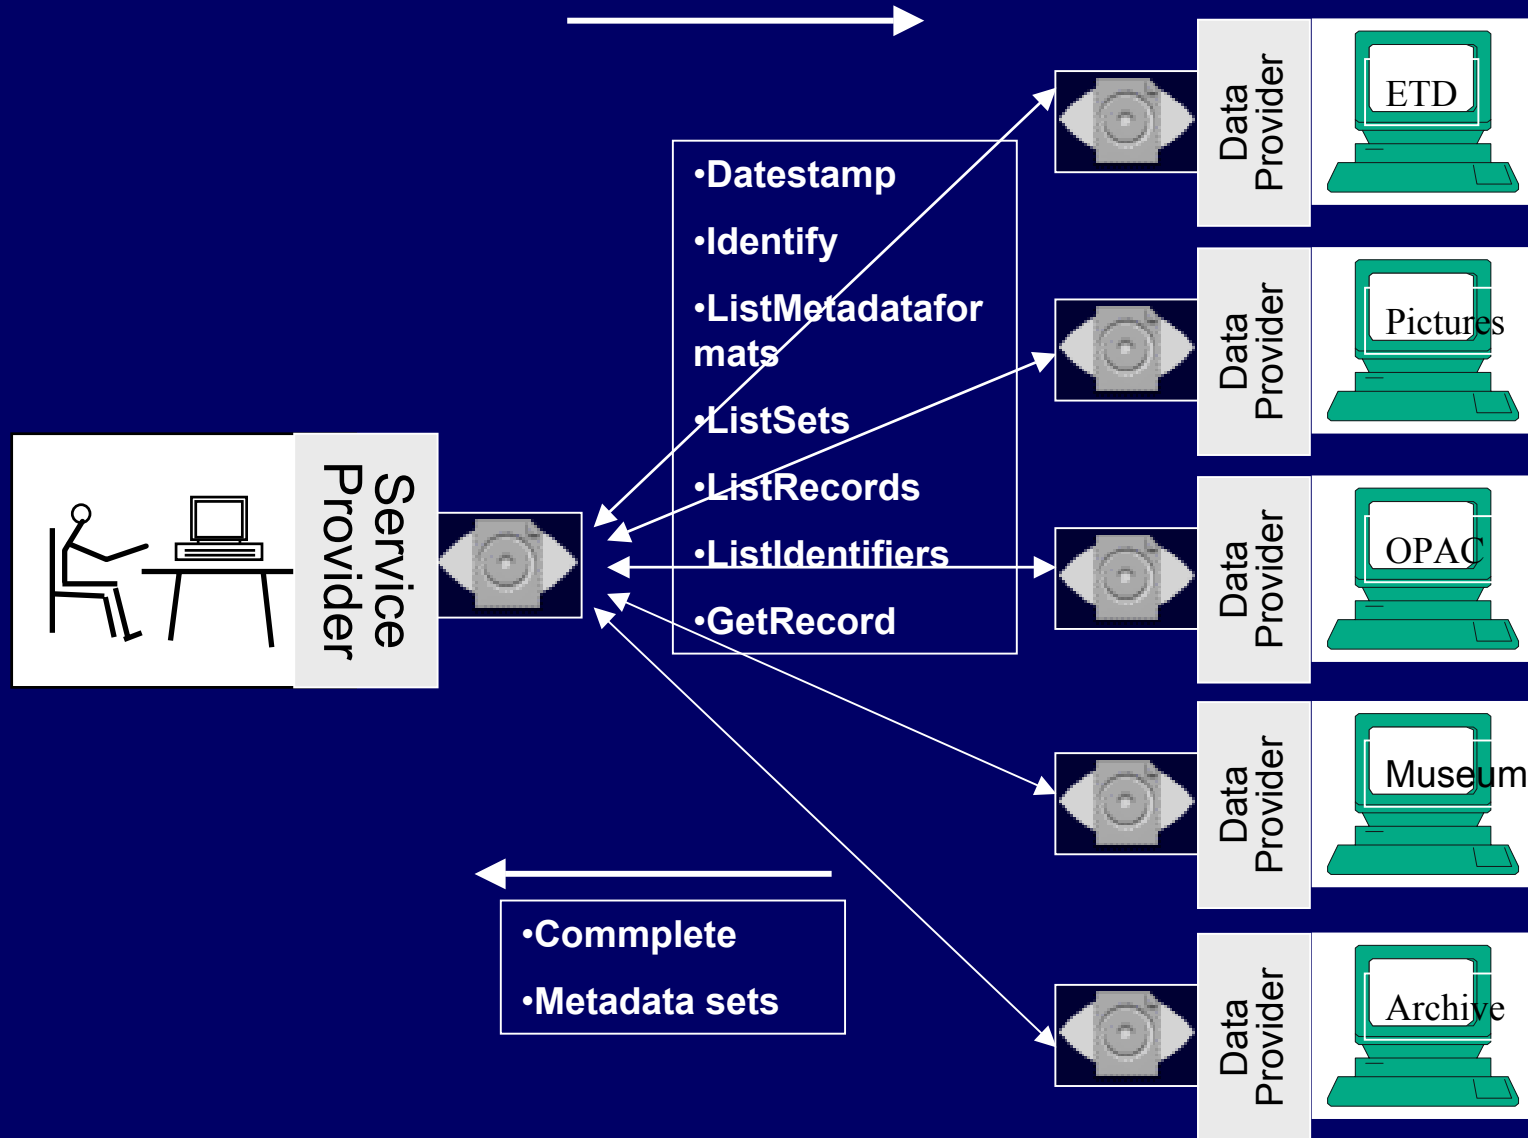 Data
Provider
ETD
•Datestamp
•Identify
•ListMetadatafor
mats
•ListSets
•ListRecords
•ListIdentifiers
•GetRecord
Data
Provider
Pictures
Service
Provider
Data
Provider
OPAC
Data
Provider
Museum
•Commplete
•Metadata sets
Data
Provider
Archive